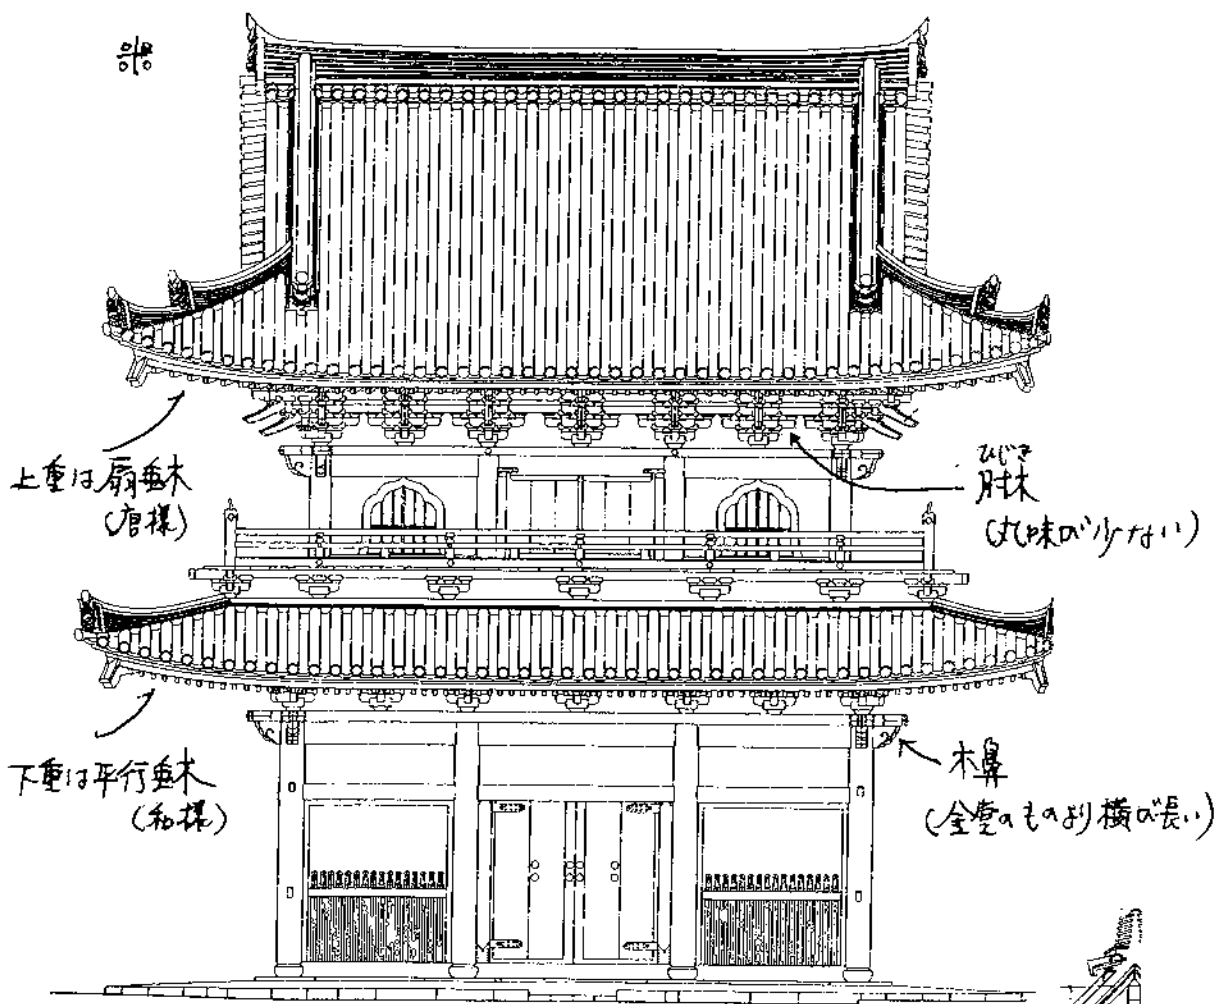 上重は扇垂木
(唐様)
ひじき
肘木
(丸味が少ない)
下重は平行垂木
(和様)
木鼻
(金堂のものより横が長い)